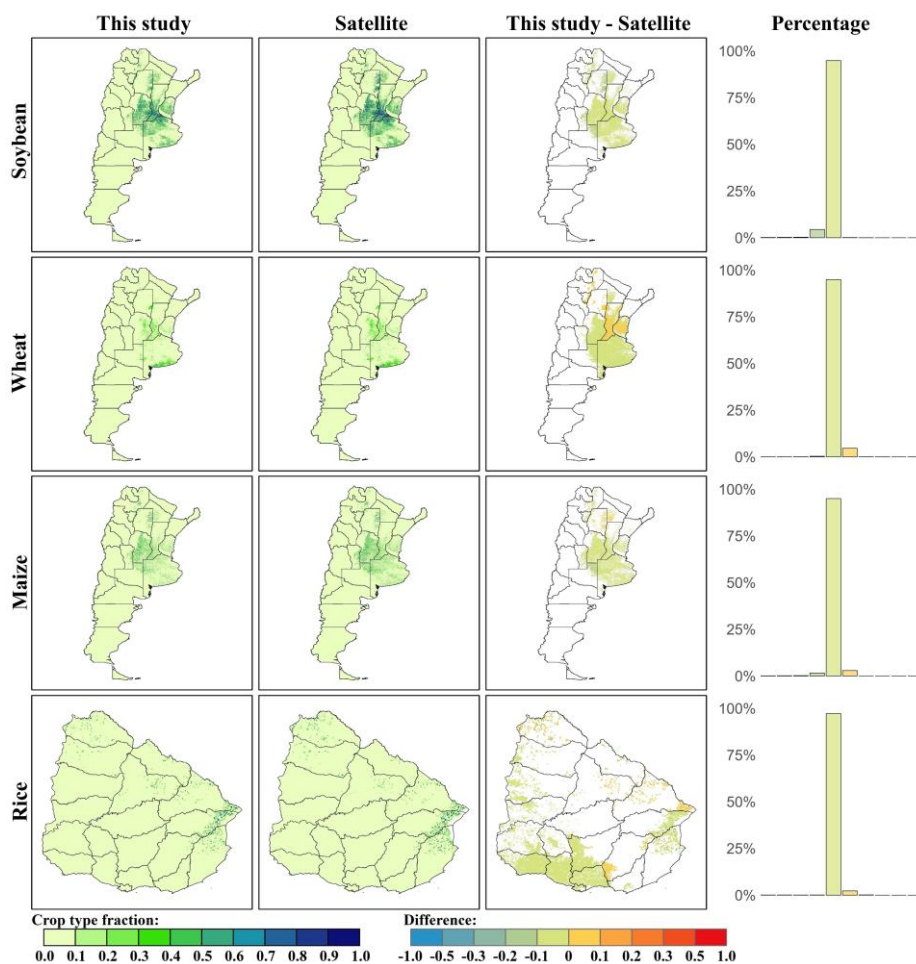 This study Satellite This study - Satellite Percentage
Soybean
100%
75%
50%
25%
0%
Wheat
100%
75%
50%
25%
0%
Maize
100%
75%
50%
25%
0%
Rice
100%
75%
50%
25%
0%
Crop type fraction: Difference:
0.0 0.1 0.2 0.3 0.4 0.5 0.6 0.7 0.8 0.9 1.0 -1.0 -0.5 -0.3 -0.2 -0.1 0 0.1 0.2 0.3 0.5 1.0